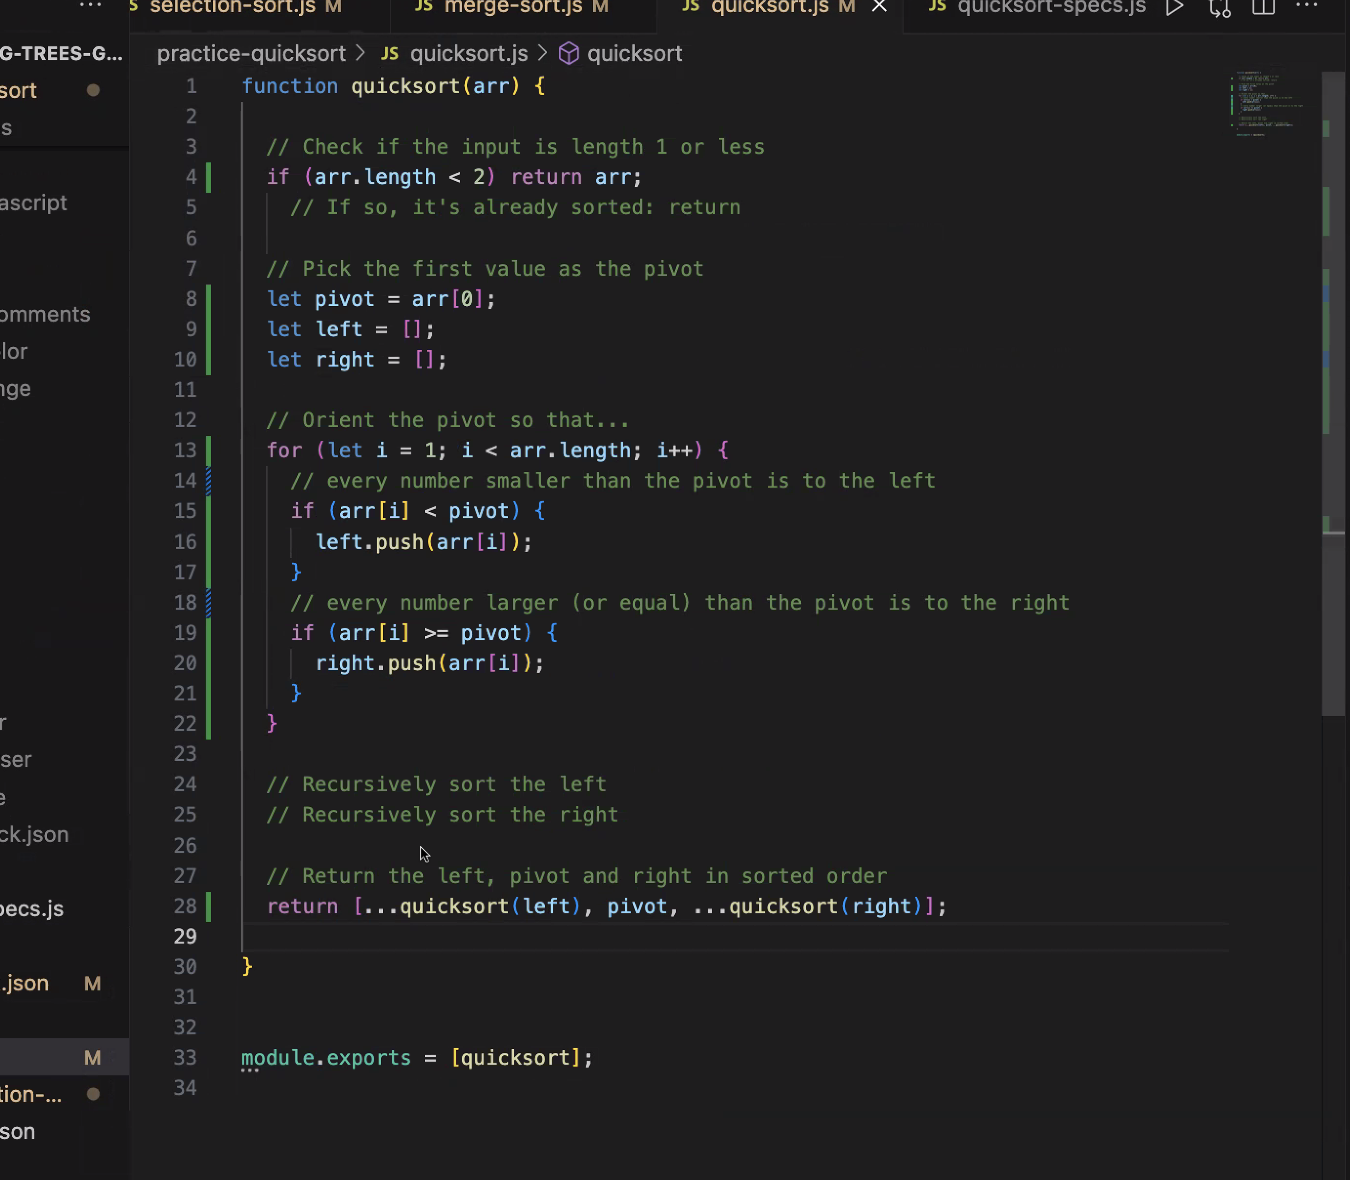 selection-sort.js M JS merge-sort.js M JS quicksort.js M JS quicksort-specs.js
G-TREES-G...
practice-quicksort > JS quicksort.js > quicksort
sort
s
ascript
omments
lor
nge
r
ser
e
ck.json
pecs.js
.json M
M
tion-...
son
1 function quicksort(arr) {
2
3 // Check if the input is length 1 or less
4 if (arr.length < 2) return arr;
5 // If so, it's already sorted: return
6
7 // Pick the first value as the pivot
8 let pivot = arr[0];
9 let left = [];
10 let right = [];
11
12 // Orient the pivot so that...
13 for (let i = 1; i < arr.length; i++) {
14 // every number smaller than the pivot is to the left
15 if (arr[i] < pivot) {
16 left.push(arr[i]);
17 }
18 // every number larger (or equal) than the pivot is to the right
19 if (arr[i] >= pivot) {
20 right.push(arr[i]);
21 }
22 }
23
24 // Recursively sort the left
25 // Recursively sort the right
26
27 // Return the left, pivot and right in sorted order
28 return [...quicksort(left), pivot, ...quicksort(right)];
29
30 }
31
32
33 module.exports = [quicksort];
34